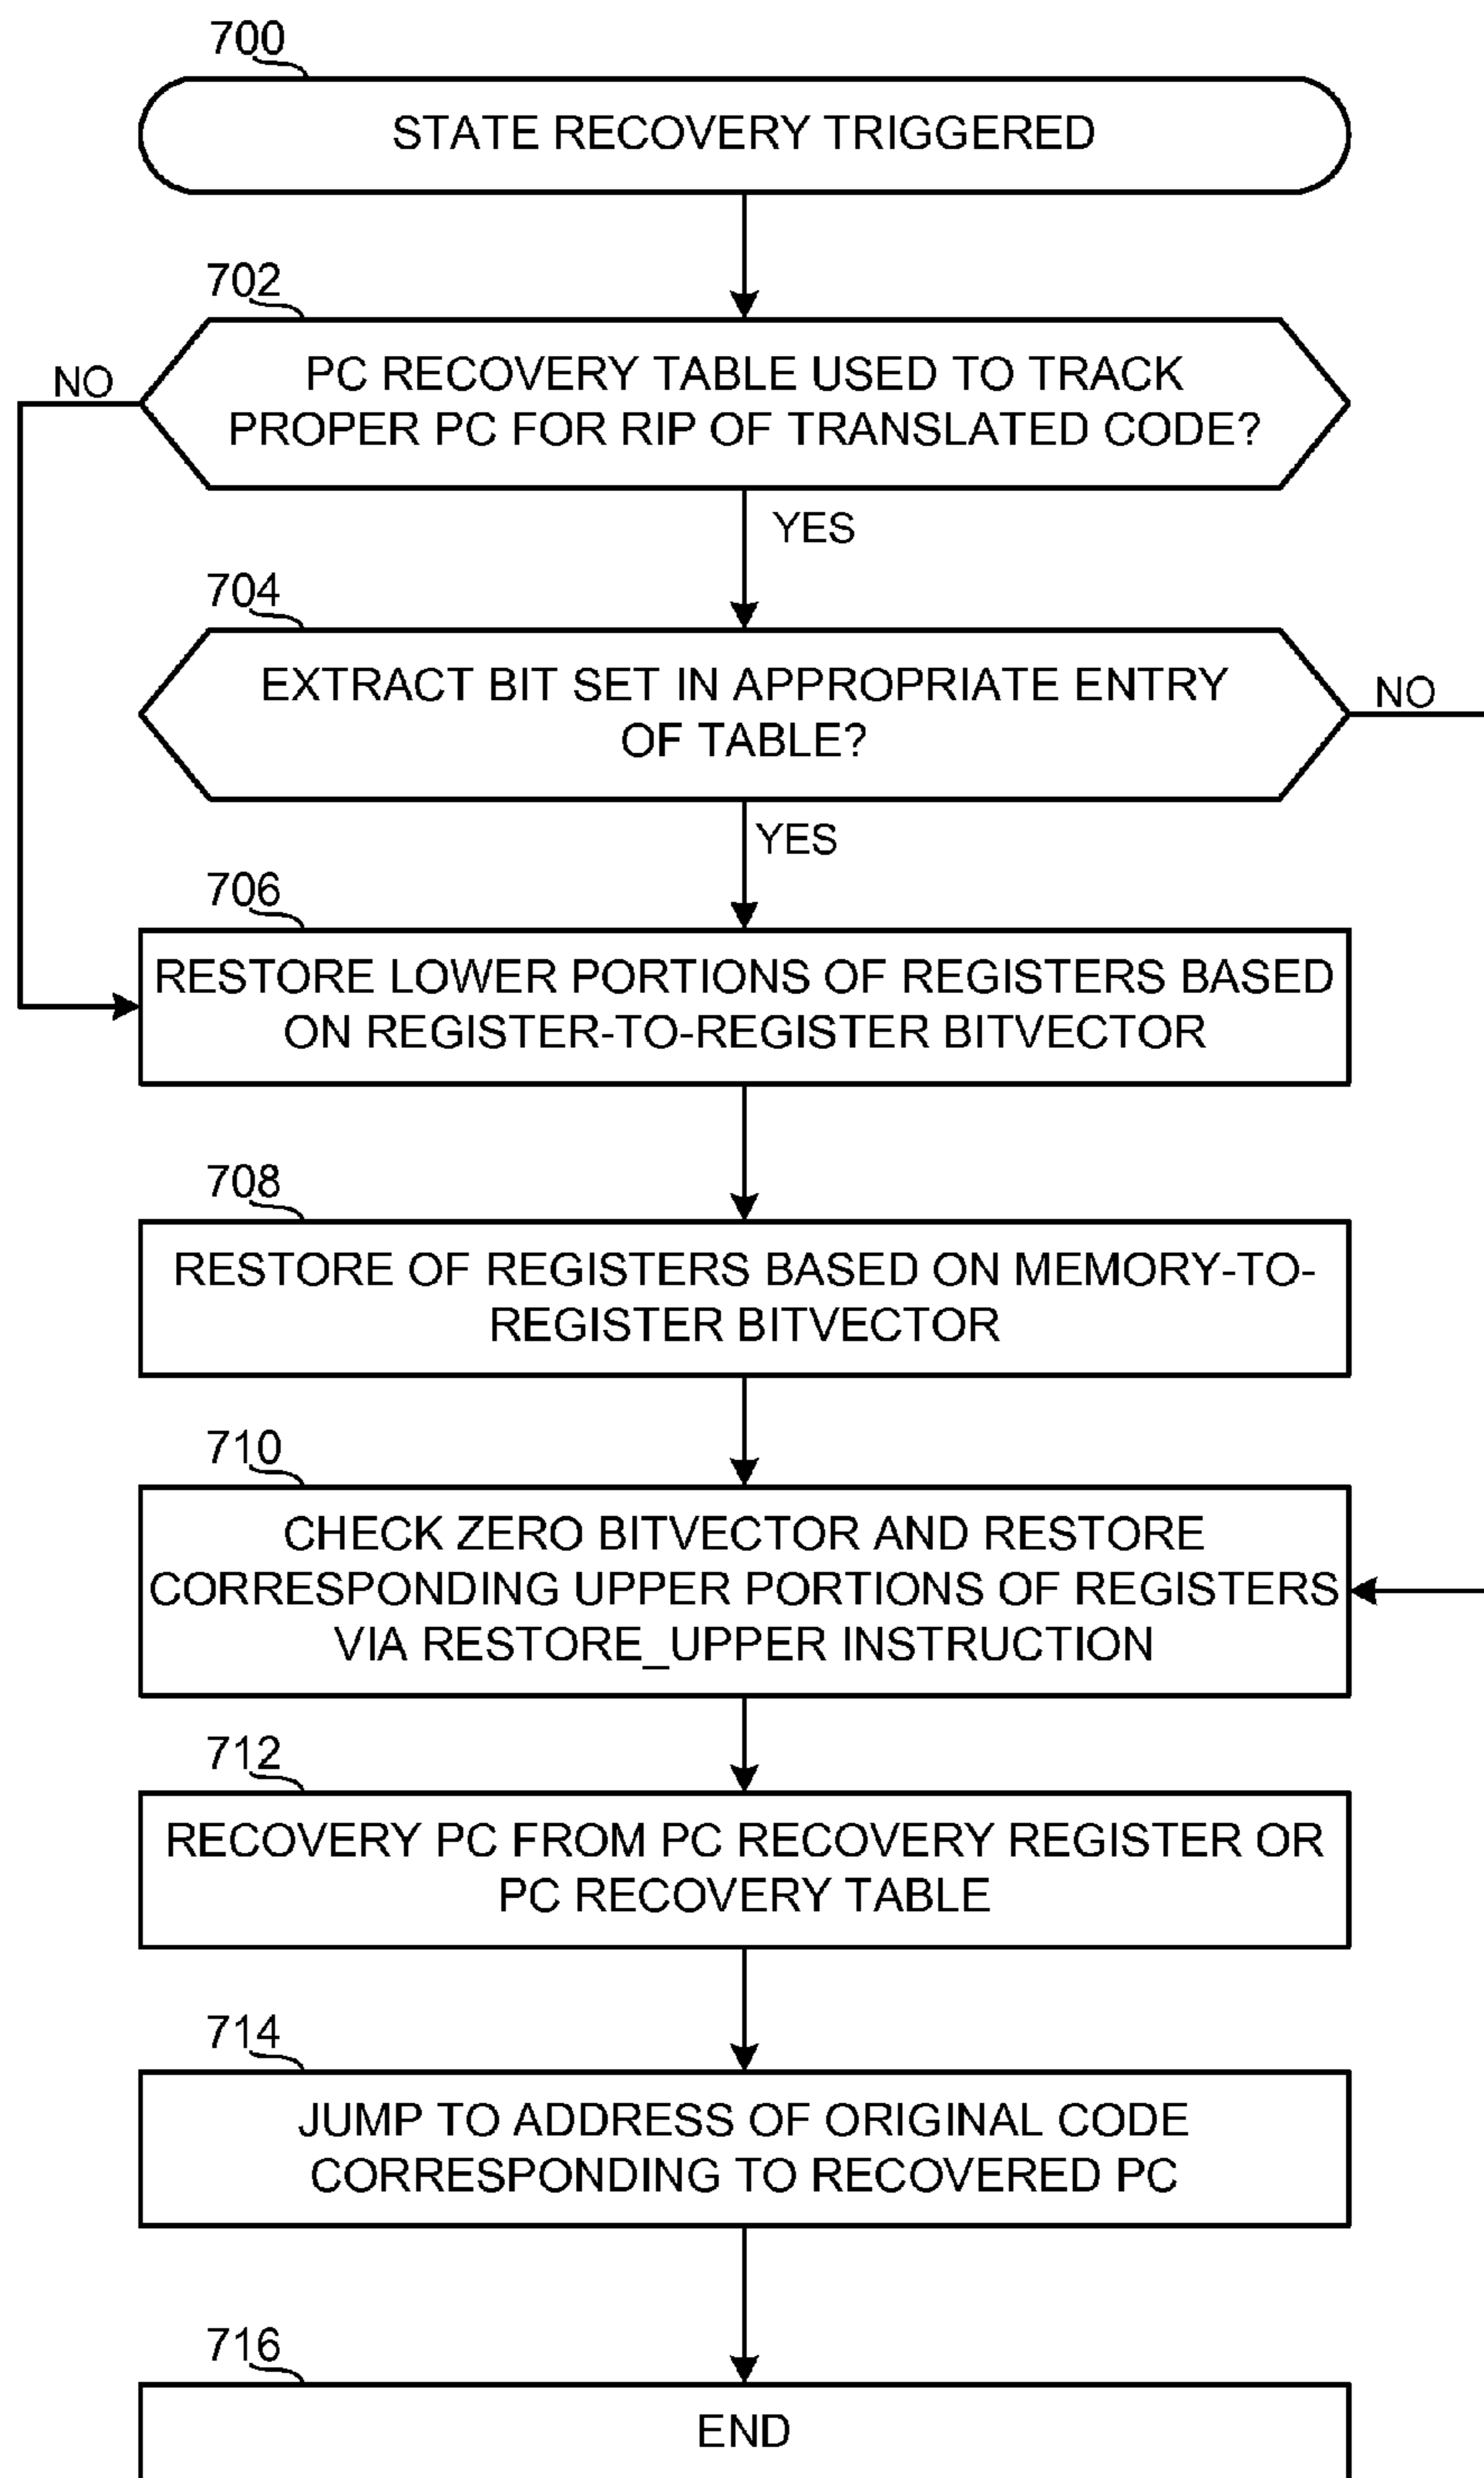 700
STATE RECOVERY TRIGGERED
702
NO
PC RECOVERY TABLE USED TO TRACK
PROPER PC FOR RIP OF TRANSLATED CODE?
YES
704
EXTRACT BIT SET IN APPROPRIATE ENTRY
OF TABLE?
NO
YES
706
RESTORE LOWER PORTIONS OF REGISTERS BASED
ON REGISTER-TO-REGISTER BITVECTOR
708
RESTORE OF REGISTERS BASED ON MEMORY-TO-
REGISTER BITVECTOR
710
CHECK ZERO BITVECTOR AND RESTORE
CORRESPONDING UPPER PORTIONS OF REGISTERS
VIA RESTORE_UPPER INSTRUCTION
712
RECOVERY PC FROM PC RECOVERY REGISTER OR
PC RECOVERY TABLE
714
JUMP TO ADDRESS OF ORIGINAL CODE
CORRESPONDING TO RECOVERED PC
716
END